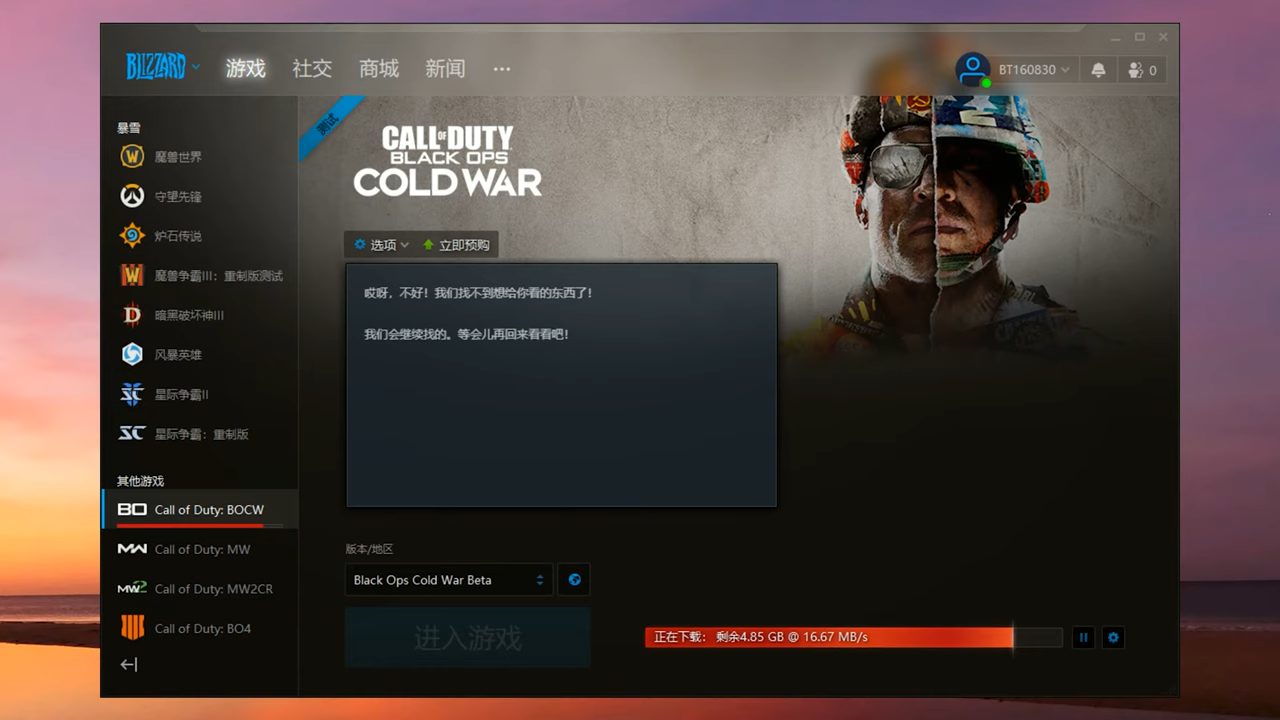 BLIZZARD
游戏
社交
商城
新闻
BT160830
0
暴雪
魔兽世界
守望先锋
炉石传说
魔兽争霸III：重制版测试
暗黑破坏神III
风暴英雄
星际争霸II
星际争霸：重制版
其他游戏
BO Call of Duty: BOCW
MW Call of Duty: MW
MW2 Call of Duty: MW2CR
Call of Duty: BO4
测试
CALL OF DUTY
BLACK OPS
COLD WAR
选项
立即预购
哎呀，不好！我们找不到想给你看的东西了！
我们会继续找的。等会儿再回来看看吧！
版本/地区
Black Ops Cold War Beta
进入游戏
正在下载： 剩余4.85 GB @ 16.67 MB/s